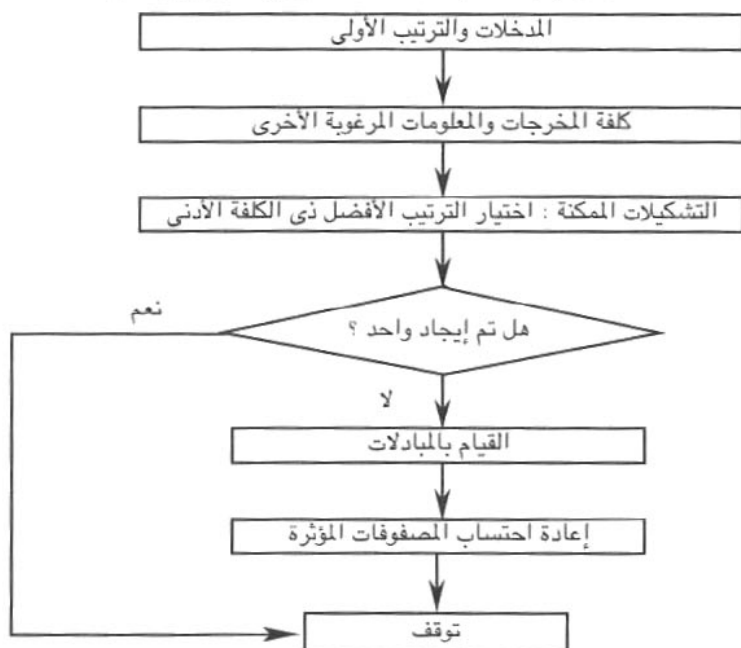 المدخلات والترتيب الأولى
كلفة المخرجات والمعلومات المرغوبة الأخرى
التشكيلات الممكنة : اختيار الترتيب الأفضل ذى الكلفة الأدنى
نعم
هل تم إيجاد واحد ؟
لا
القيام بالمبادلات
إعادة احتساب المصفوفات المؤثرة
توقف